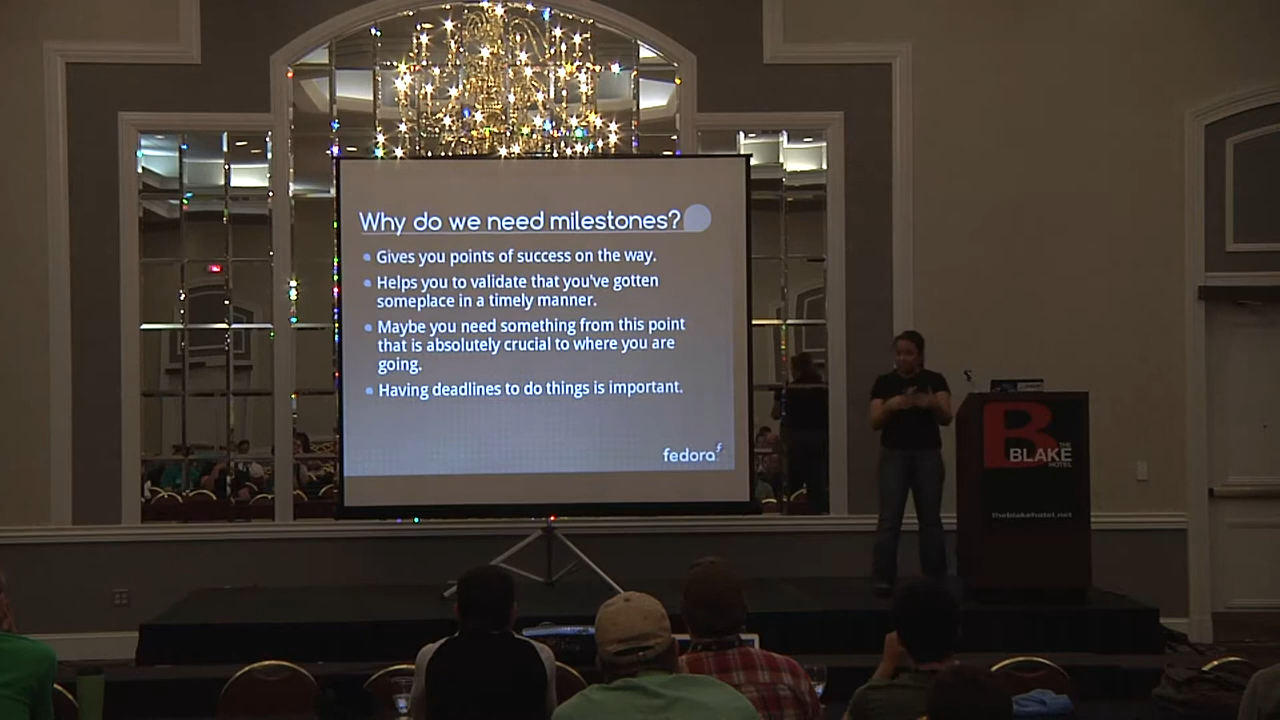 Why do we need milestones?
Gives you points of success on the way.
Helps you to validate that you've gotten
someplace in a timely manner.
Maybe you need something from this point
that is absolutely crucial to where you are
going.
Having deadlines to do things is important.
fedora
B
THE
BLAKE
HOTEL
theblakehotel.net